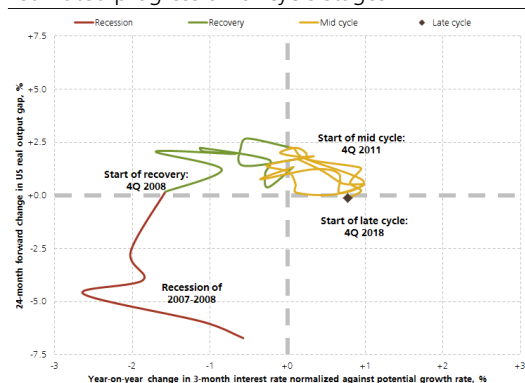 Recession Recovery Mid cycle Late cycle
+7.5
+5.0
+2.5
+0.0
-2.5
-5.0
-7.5
24-month forward change in US real output gap, %
Start of mid cycle:
4Q 2011
Start of recovery:
4Q 2008
Start of late cycle:
4Q 2018
Recession of
2007-2008
-3 -2 -1 +0 +1 +2 +3
Year-on-year change in 3-month interest rate normalized against potential growth rate, %